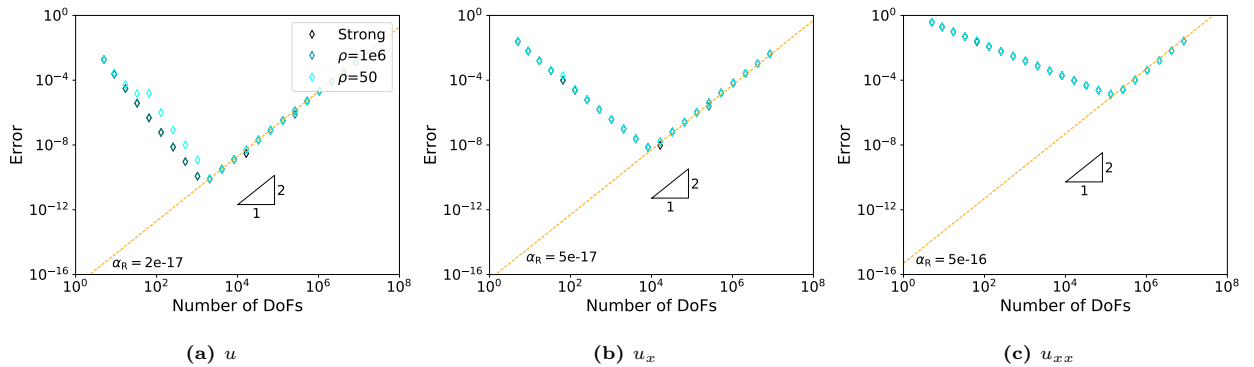 10^0
10^-4
10^-8
10^-12
10^-16
Error
Strong
ρ=1e6
ρ=50
2
1
α_R = 2e-17
10^0 10^2 10^4 10^6 10^8
Number of DoFs
(a) u
10^0
10^-4
10^-8
10^-12
10^-16
Error
2
1
α_R = 5e-17
10^0 10^2 10^4 10^6 10^8
Number of DoFs
(b) u_x
10^0
10^-4
10^-8
10^-12
10^-16
Error
2
1
α_R = 5e-16
10^0 10^2 10^4 10^6 10^8
Number of DoFs
(c) u_xx